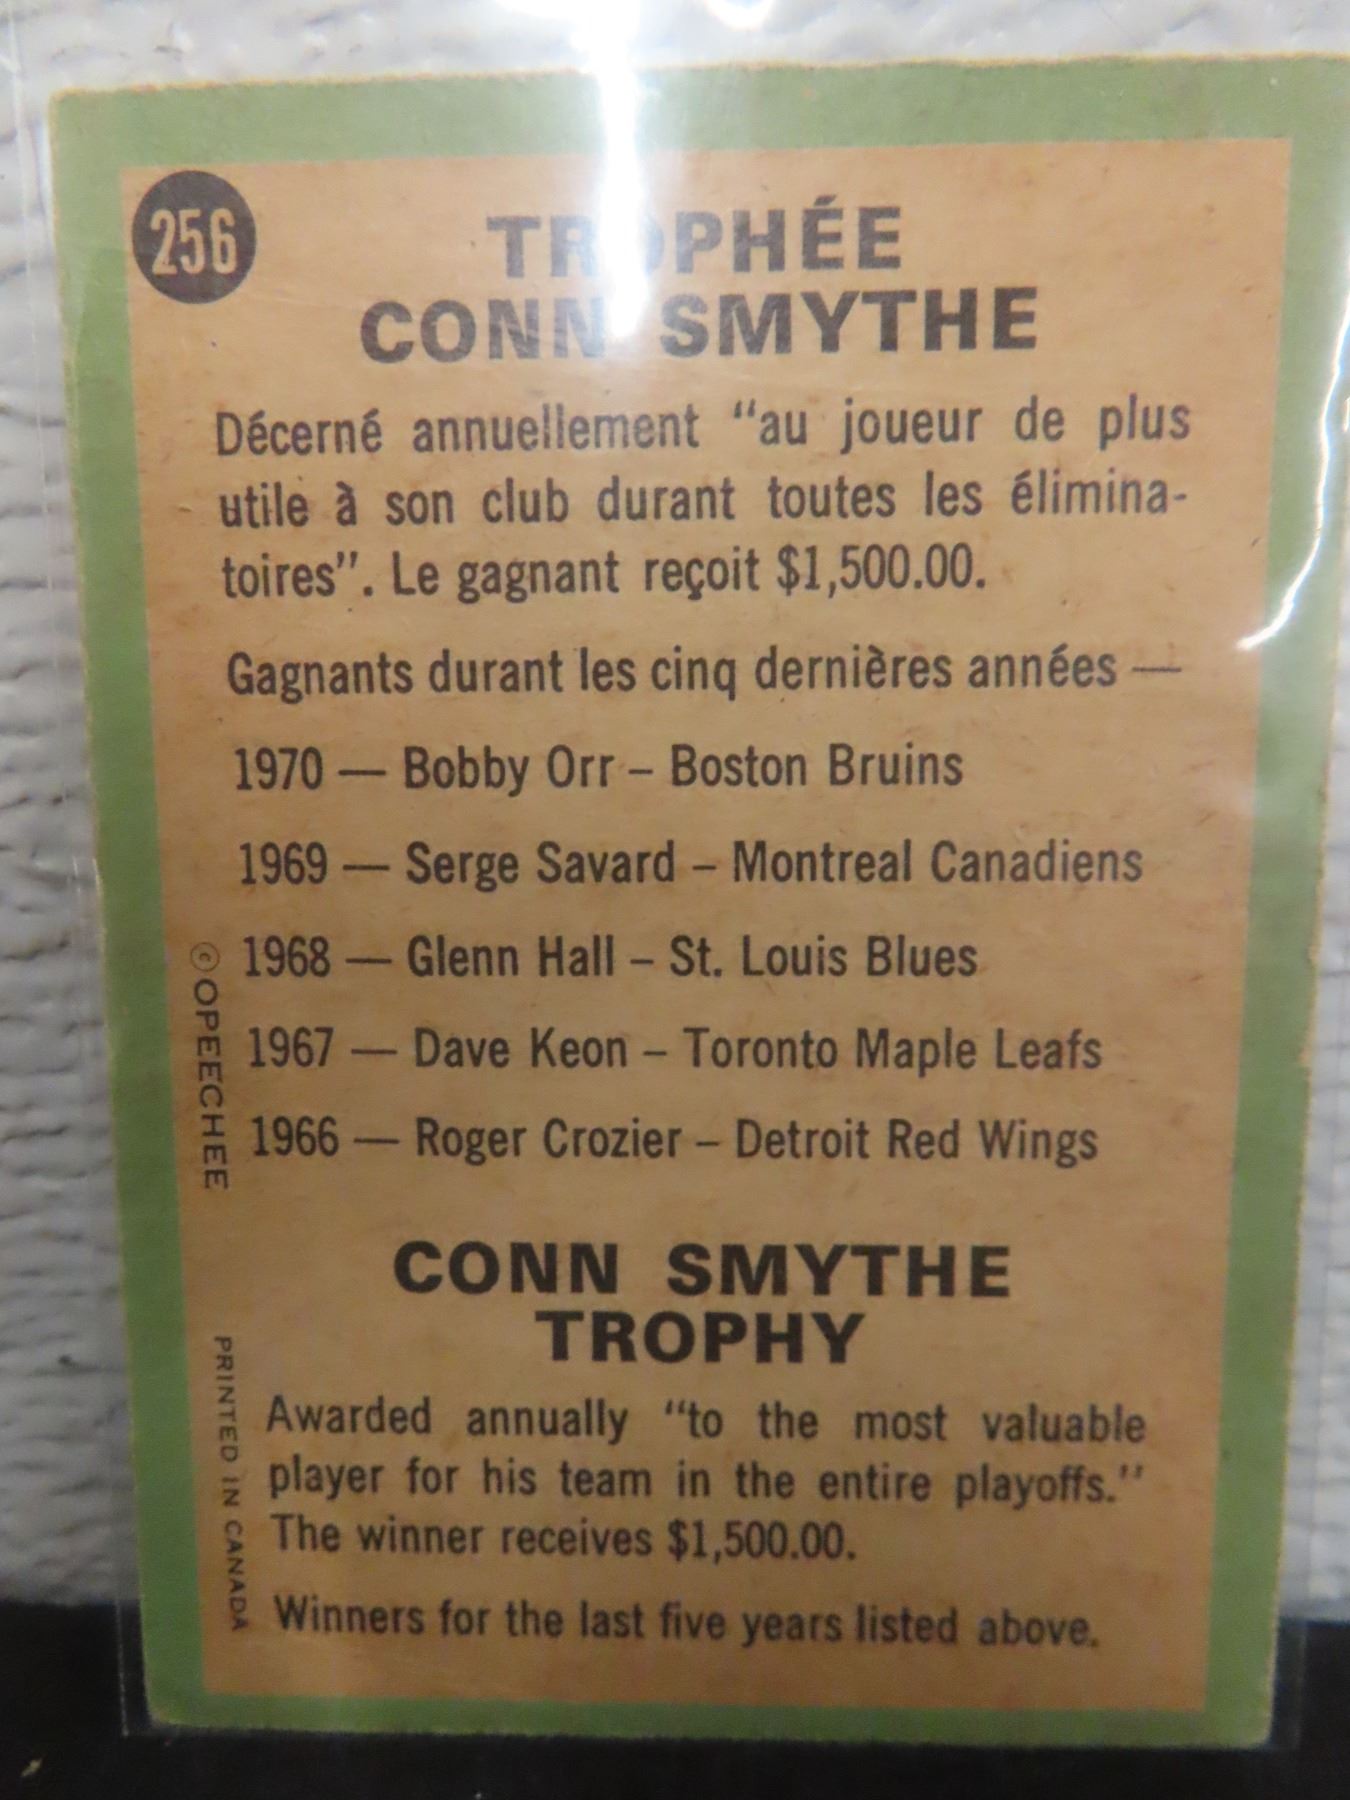 256
TROPHÉE
CONN SMYTHE
Décerné annuellement “au joueur de plus
utile à son club durant toutes les élimina-
toires”. Le gagnant reçoit $1,500.00.
Gagnants durant les cinq dernières années —
1970 — Bobby Orr – Boston Bruins
1969 — Serge Savard – Montreal Canadiens
1968 — Glenn Hall – St. Louis Blues
1967 — Dave Keon – Toronto Maple Leafs
1966 — Roger Crozier – Detroit Red Wings
© OPEECHEE
CONN SMYTHE
TROPHY
Awarded annually “to the most valuable
player for his team in the entire playoffs.”
The winner receives $1,500.00.
Winners for the last five years listed above.
PRINTED IN CANADA